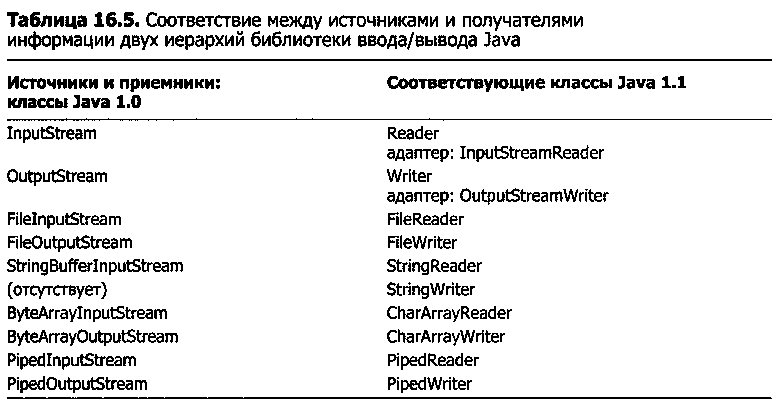 Таблица 16.5. Соответствие между источниками и получателями
информации двух иерархий библиотеки ввода/вывода Java
Источники и приемники: Соответствующие классы Java 1.1
классы Java 1.0
InputStream Reader
адаптер: InputStreamReader
OutputStream Writer
адаптер: OutputStreamWriter
FileInputStream FileReader
FileOutputStream FileWriter
StringBufferInputStream StringReader
(отсутствует) StringWriter
ByteArrayInputStream CharArrayReader
ByteArrayOutputStream CharArrayWriter
PipedInputStream PipedReader
PipedOutputStream PipedWriter